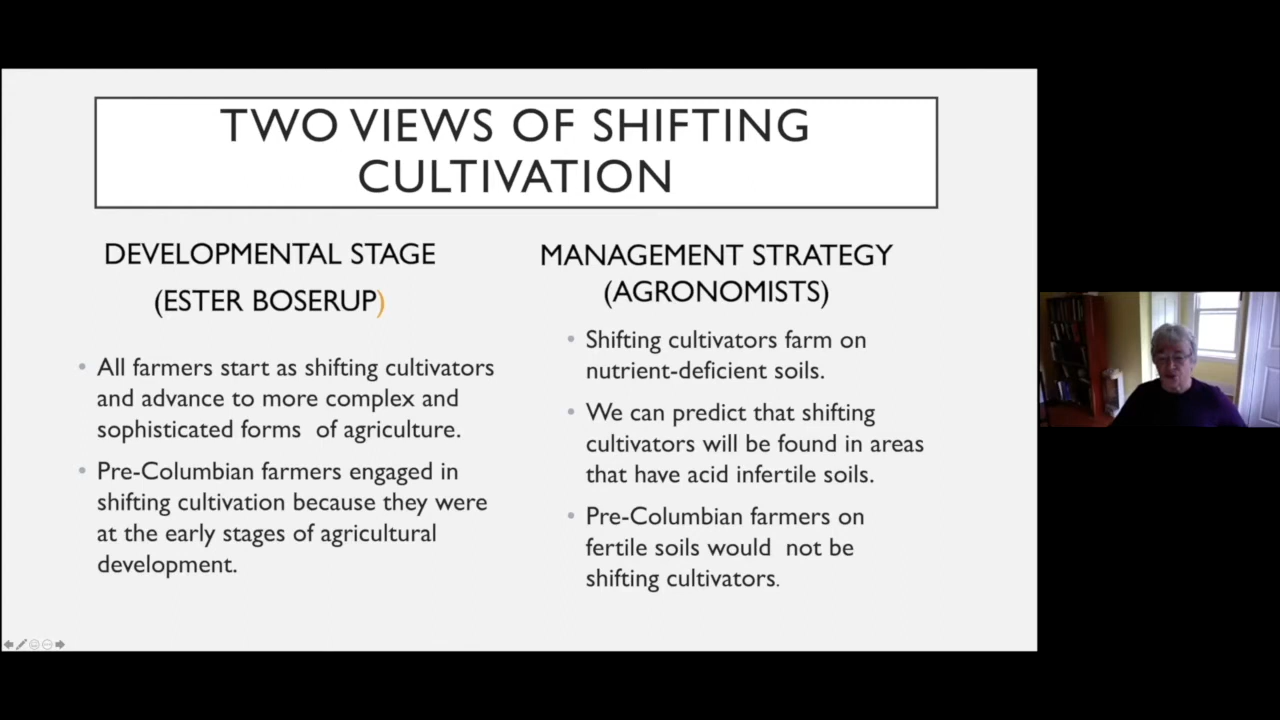 TWO VIEWS OF SHIFTING
CULTIVATION
DEVELOPMENTAL STAGE
(ESTER BOSERUP)
• All farmers start as shifting cultivators
and advance to more complex and
sophisticated forms  of agriculture.
• Pre-Columbian farmers engaged in
shifting cultivation because they were
at the early stages of agricultural
development.
MANAGEMENT STRATEGY
(AGRONOMISTS)
• Shifting cultivators farm on
nutrient-deficient soils.
• We can predict that shifting
cultivators will be found in areas
that have acid infertile soils.
• Pre-Columbian farmers on
fertile soils would  not be
shifting cultivators.